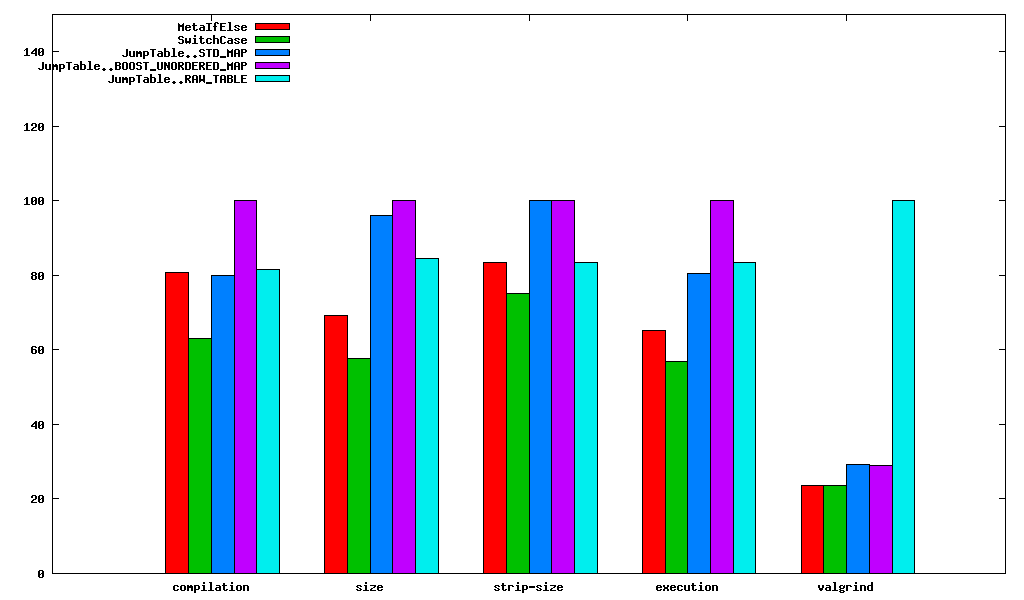 MetaIfElse
SwitchCase
JumpTable..STD_MAP
JumpTable..BOOST_UNORDERED_MAP
JumpTable..RAW_TABLE
140
120
100
80
60
40
20
0
compilation size strip-size execution valgrind